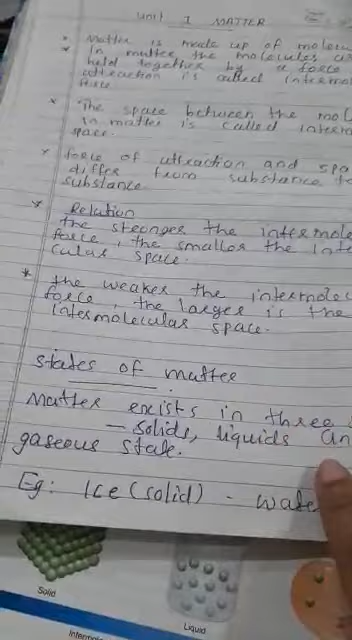 Unit 1 MATTER
* Matter is made up of molecu
* In matter the molecules a
held together by a force
attraction is called intermol
force.
* The space between the mol
in matter is called interm
space.
* force of attraction and spa
differ from substance to
substance.
* Relation
The stronger the intermole
force, the smaller the inte
cular space.
* the weaker the intermolec
force, the larger is the
intermolecular space.
states of matter
Matter exists in three
– solids, liquids an
gaseous state.
Eg: Ice (solid) - wate
Solid
Liquid
Intermole